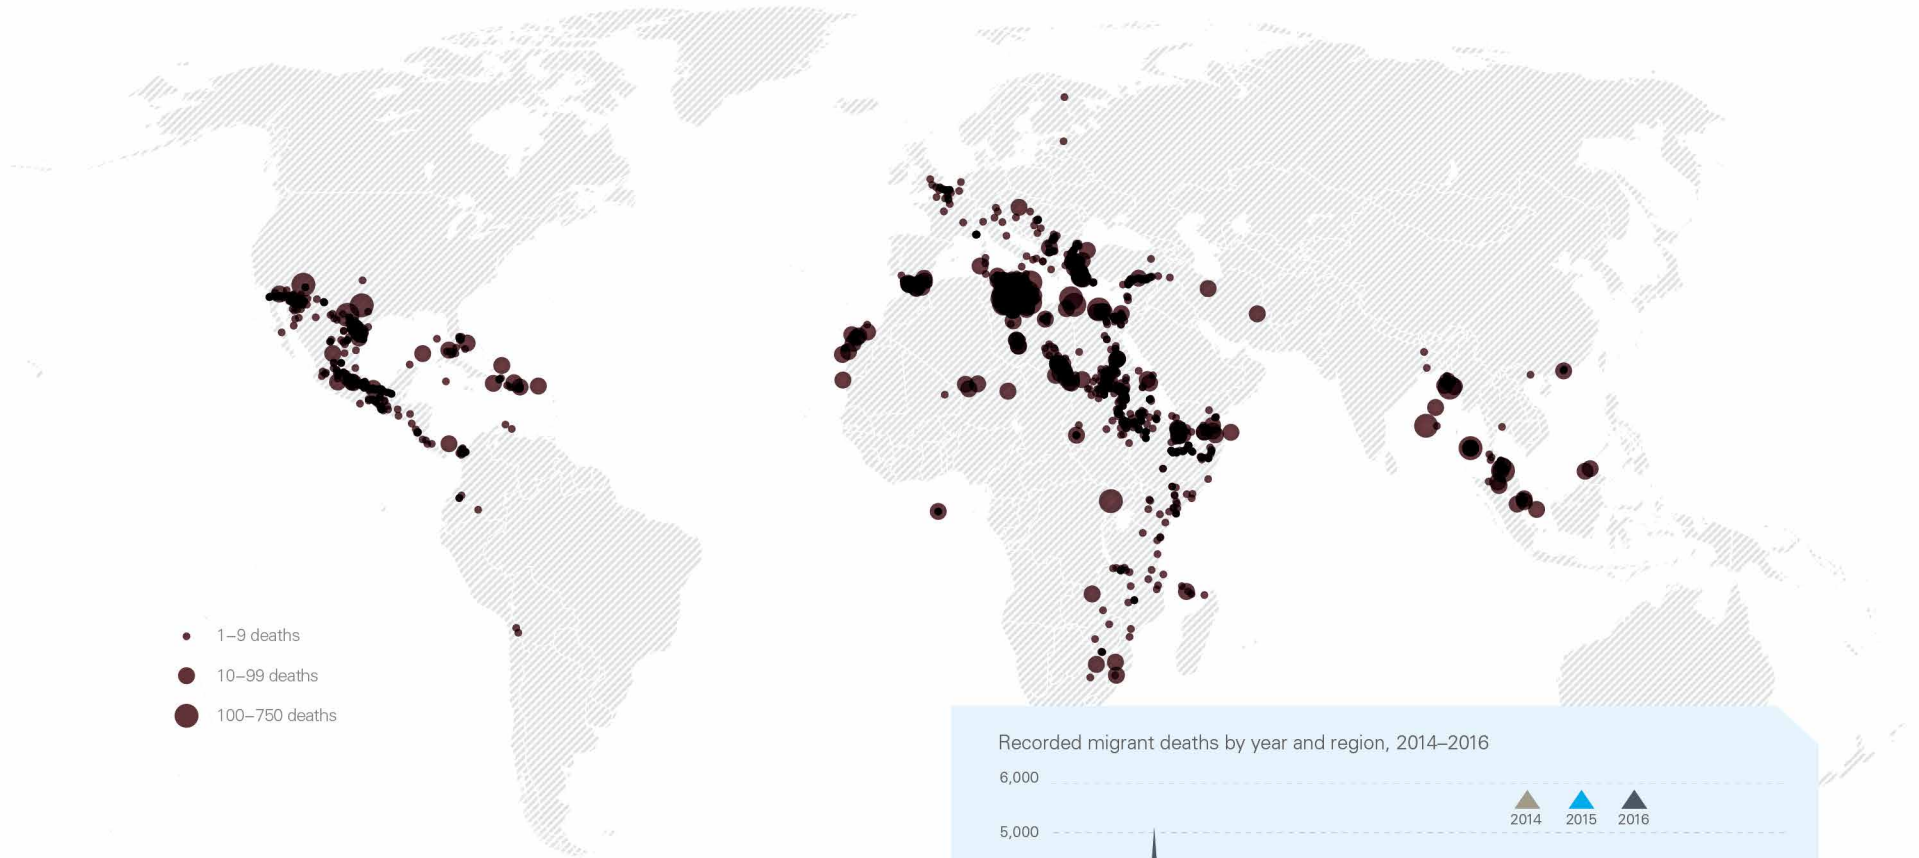 1–9 deaths
10–99 deaths
100–750 deaths
Recorded migrant deaths by year and region, 2014–2016
6,000
2014 2015 2016
5,000